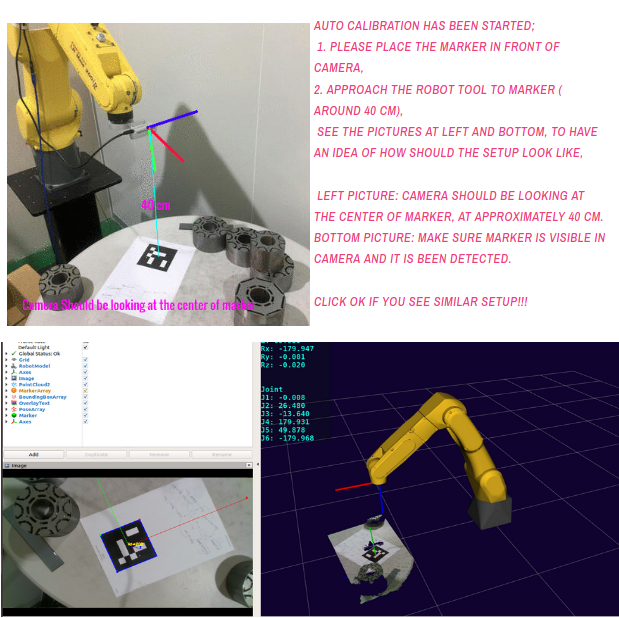 AUTO CALIBRATION HAS BEEN STARTED;
1. PLEASE PLACE THE MARKER IN FRONT OF
CAMERA,
2. APPROACH THE ROBOT TOOL TO MARKER (
AROUND 40 CM),
SEE THE PICTURES AT LEFT AND BOTTOM, TO HAVE
AN IDEA OF HOW SHOULD THE SETUP LOOK LIKE,
LEFT PICTURE: CAMERA SHOULD BE LOOKING AT
THE CENTER OF MARKER, AT APPROXIMATELY 40 CM.
BOTTOM PICTURE: MAKE SURE MARKER IS VISIBLE IN
CAMERA AND IT IS BEEN DETECTED.
CLICK OK IF YOU SEE SIMILAR SETUP!!!
40 cm
Camera Should be looking at the center of marker
Default Light
Global Status: Ok
Grid
RobotModel
Axes
Image
PointCloud2
MarkerArray
BoundingBoxArray
OverlayText
PoseArray
Marker
Axes
Add
Duplicate
Remove
Rename
Image
Rx: -179.947
Ry: -0.001
Rz: -0.020
Joint
J1: -0.008
J2: 26.480
J3: -13.640
J4: 179.931
J5: 49.878
J6: -179.968